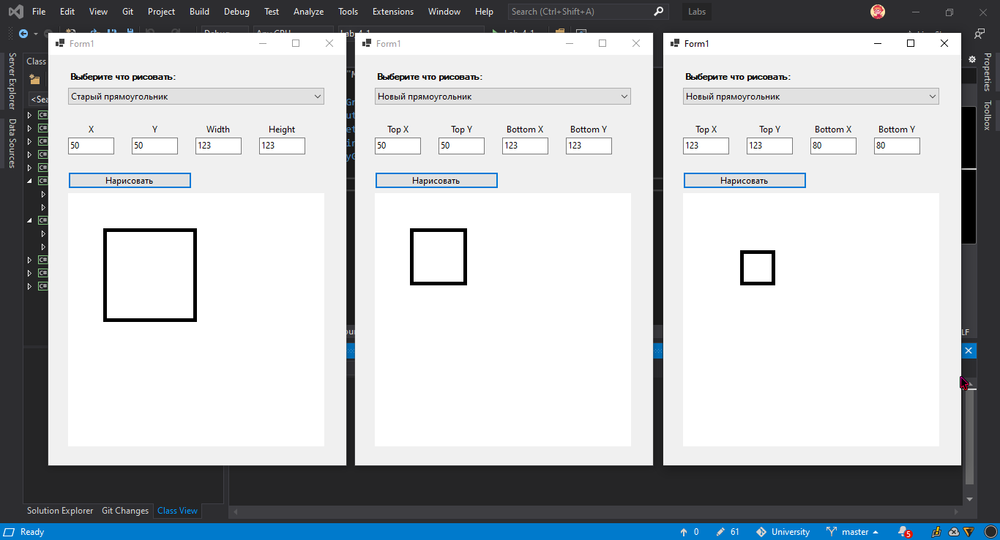 File Edit View Git Project Build Debug Test Analyze Tools Extensions Window Help Search (Ctrl+Shift+A) Labs
Server Explorer
Data Sources
Class
<Sea
Form1
Выберите что рисовать:
Старый прямоугольник
X Y Width Height
50 50 123 123
Нарисовать
Form1
Выберите что рисовать:
Новый прямоугольник
Top X Top Y Bottom X Bottom Y
50 50 123 123
Нарисовать
Form1
Выберите что рисовать:
Новый прямоугольник
Top X Top Y Bottom X Bottom Y
123 123 80 80
Нарисовать
Properties
Toolbox
LF
Solution Explorer Git Changes Class View
Ready 0 61 University master 5